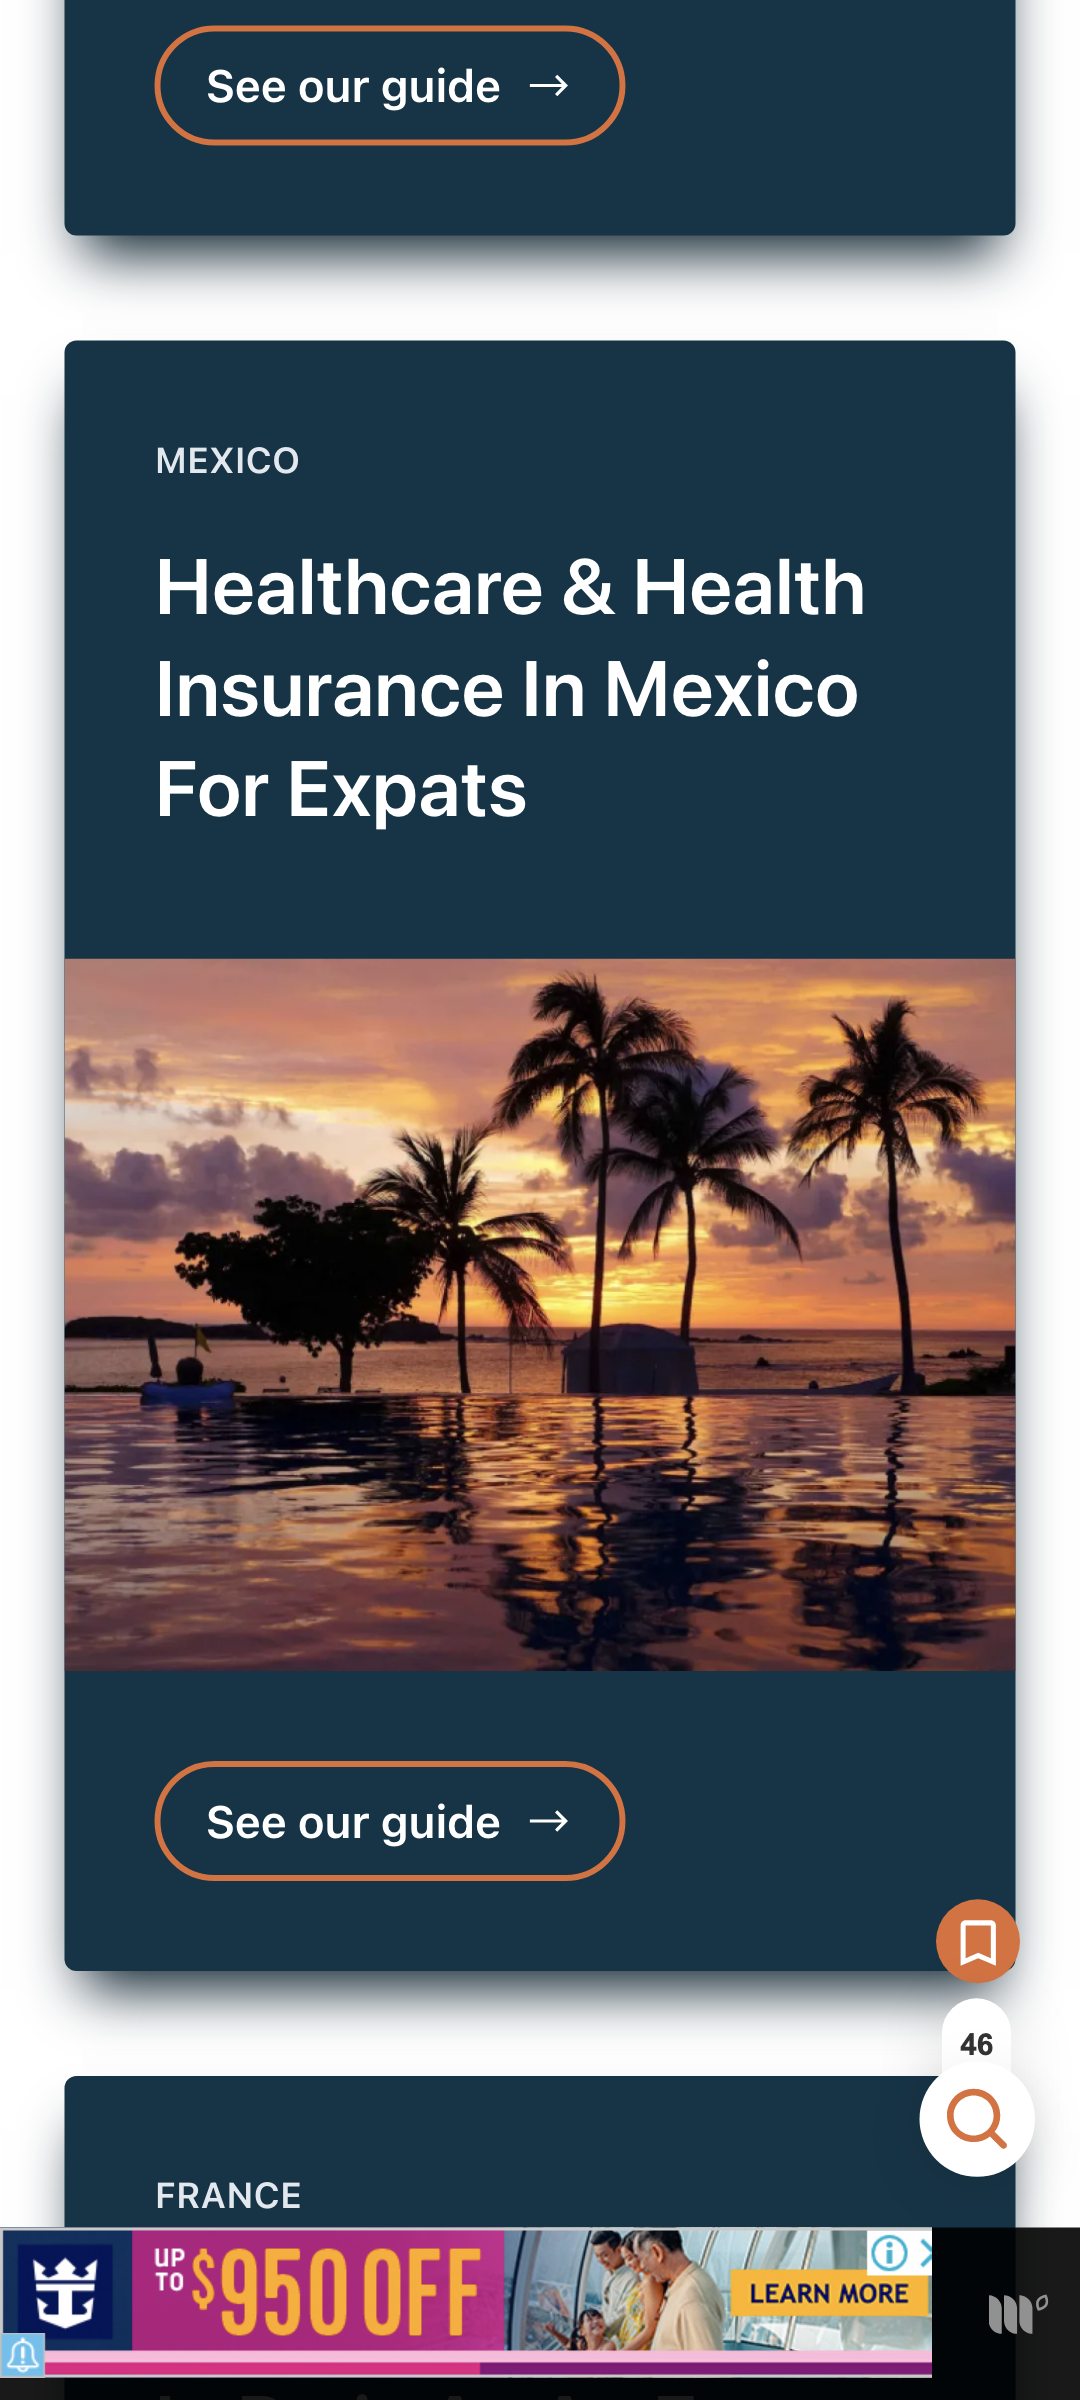 See our guide →
MEXICO
Healthcare & Health
Insurance In Mexico
For Expats
See our guide →
46
FRANCE
UP
TO $950 OFF
LEARN MORE